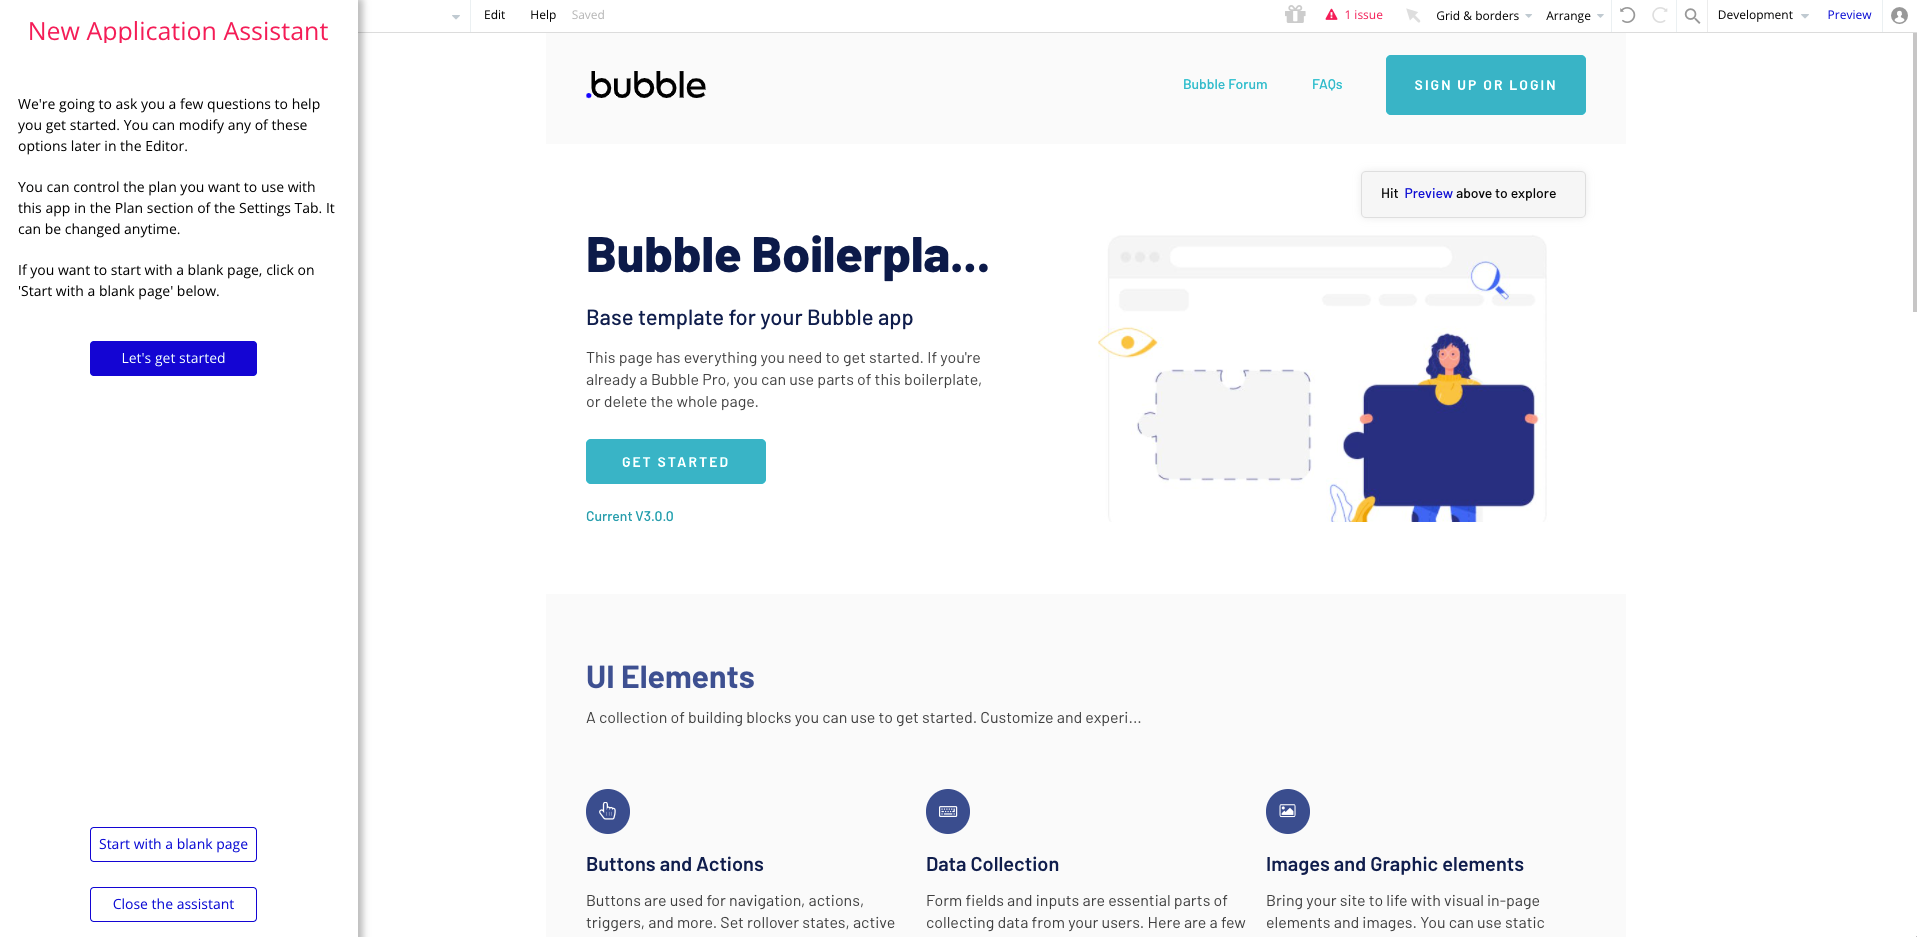 New Application Assistant
We're going to ask you a few questions to help
you get started. You can modify any of these
options later in the Editor.
You can control the plan you want to use with
this app in the Plan section of the Settings Tab. It
can be changed anytime.
If you want to start with a blank page, click on
'Start with a blank page' below.
Let's get started
Start with a blank page
Close the assistant
Edit Help Saved 1 issue Grid & borders Arrange Development Preview
.bubble Bubble Forum FAQs SIGN UP OR LOGIN
Hit Preview above to explore
Bubble Boilerpla...
Base template for your Bubble app
This page has everything you need to get started. If you're
already a Bubble Pro, you can use parts of this boilerplate,
or delete the whole page.
GET STARTED
Current V3.0.0
UI Elements
A collection of building blocks you can use to get started. Customize and experi...
Buttons and Actions
Buttons are used for navigation, actions,
triggers, and more. Set rollover states, active
Data Collection
Form fields and inputs are essential parts of
collecting data from your users. Here are a few
Images and Graphic elements
Bring your site to life with visual in-page
elements and images. You can use static